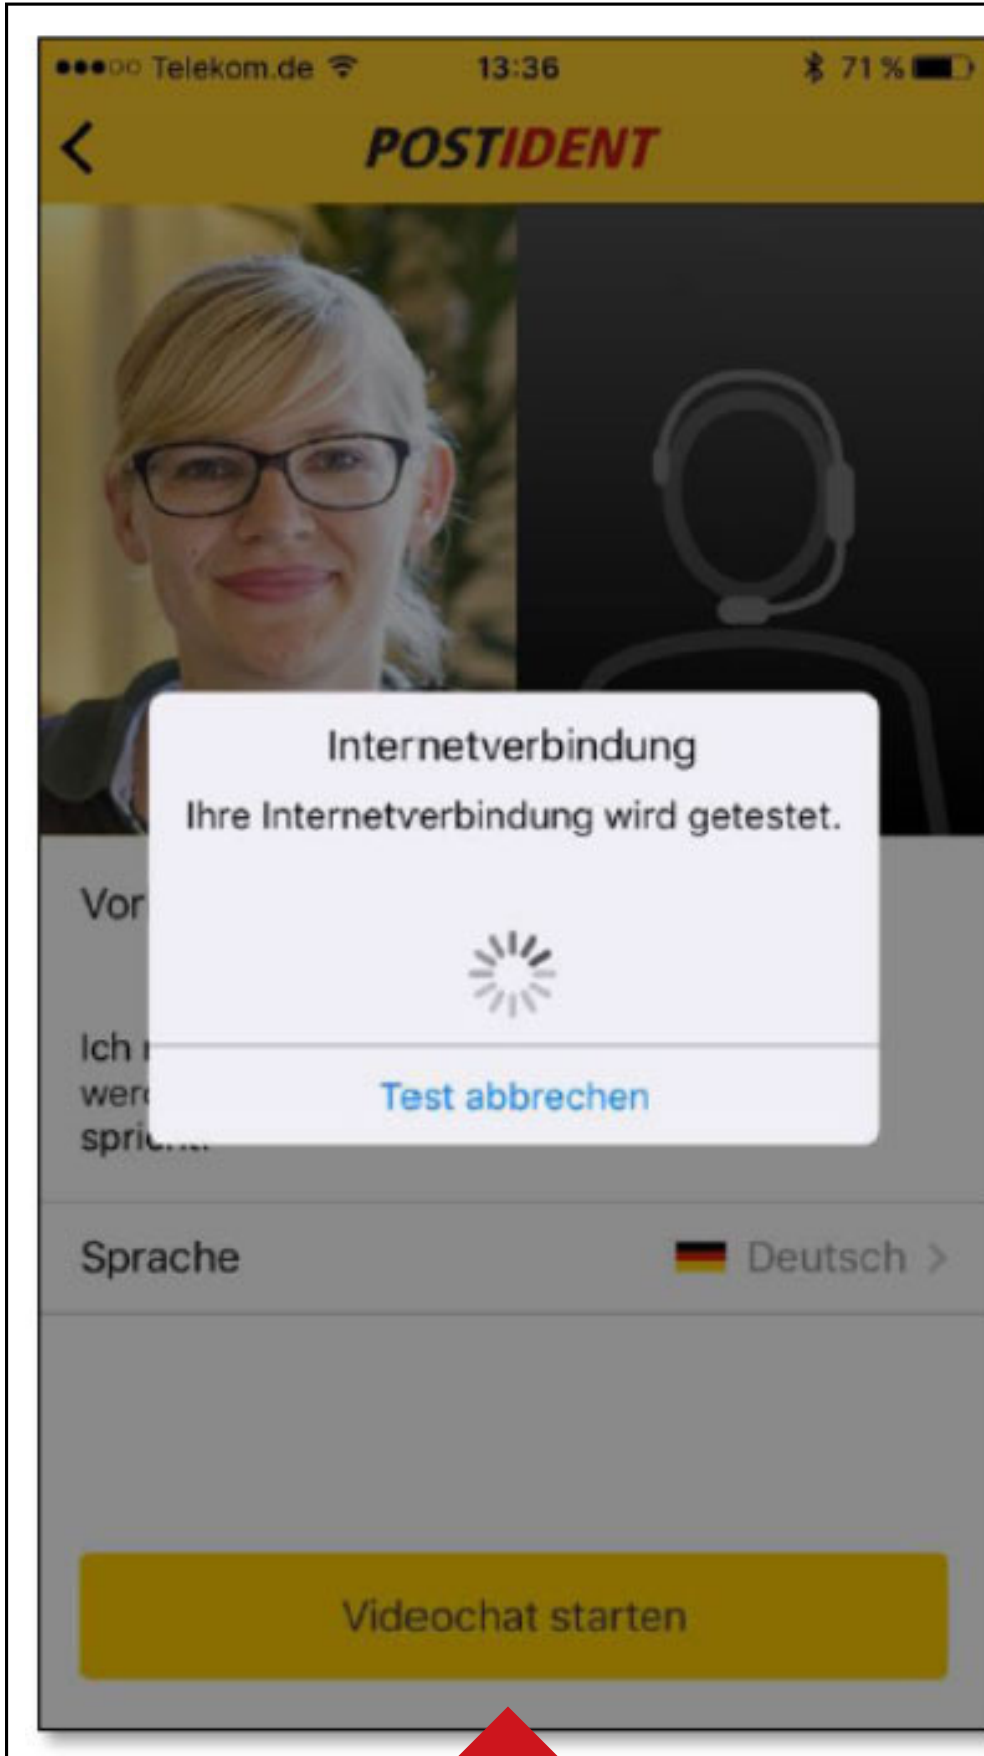 Telekom.de 13:36 71 %
POSTIDENT
Internetverbindung
Ihre Internetverbindung wird getestet.
Vor
Ich
Test abbrechen
Sprache Deutsch
Videochat starten